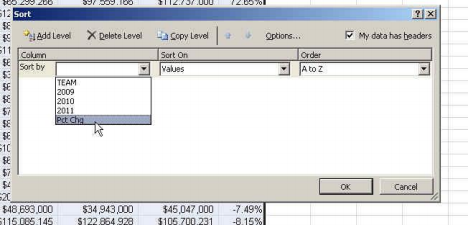 $65,299,266 $97,559,166 $112,737,000 72.65%
Sort
Add Level Delete Level Copy Level Options... My data has headers
Column Sort On Order
Sort by Values A to Z
TEAM
2009
2010
2011
Pct Chg
OK Cancel
$48,693,000 $34,943,000 $45,047,000 -7.49%
$115,085,145 $122,864,928 $105,700,231 -8.15%